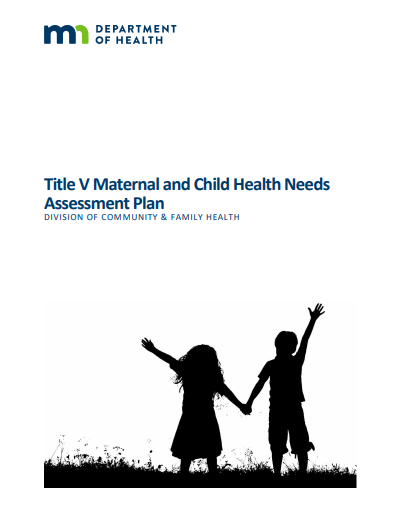 mn DEPARTMENT
OF HEALTH
Title V Maternal and Child Health Needs
Assessment Plan
DIVISION OF COMMUNITY & FAMILY HEALTH